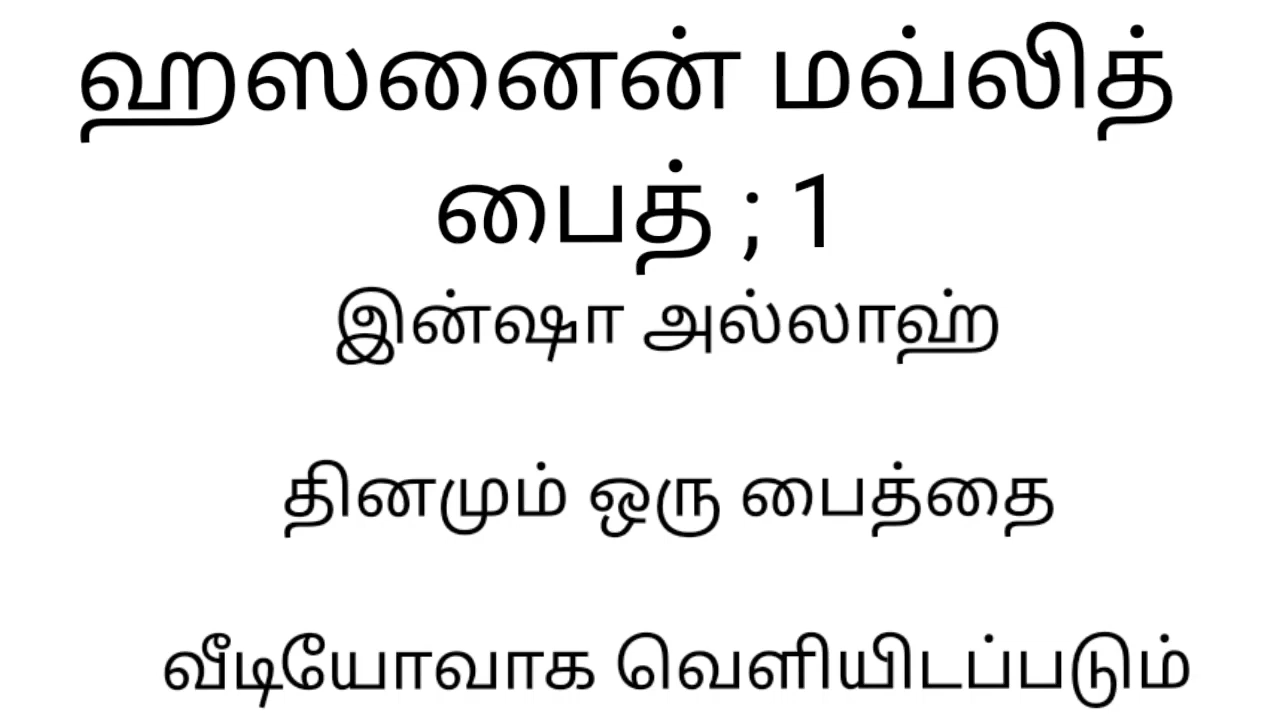 ஹஸனைன் மவ்லித்
பைத் ; 1
இன்ஷா அல்லாஹ்
தினமும் ஒரு பைத்தை
வீடியோவாக வெளியிடப்படும்